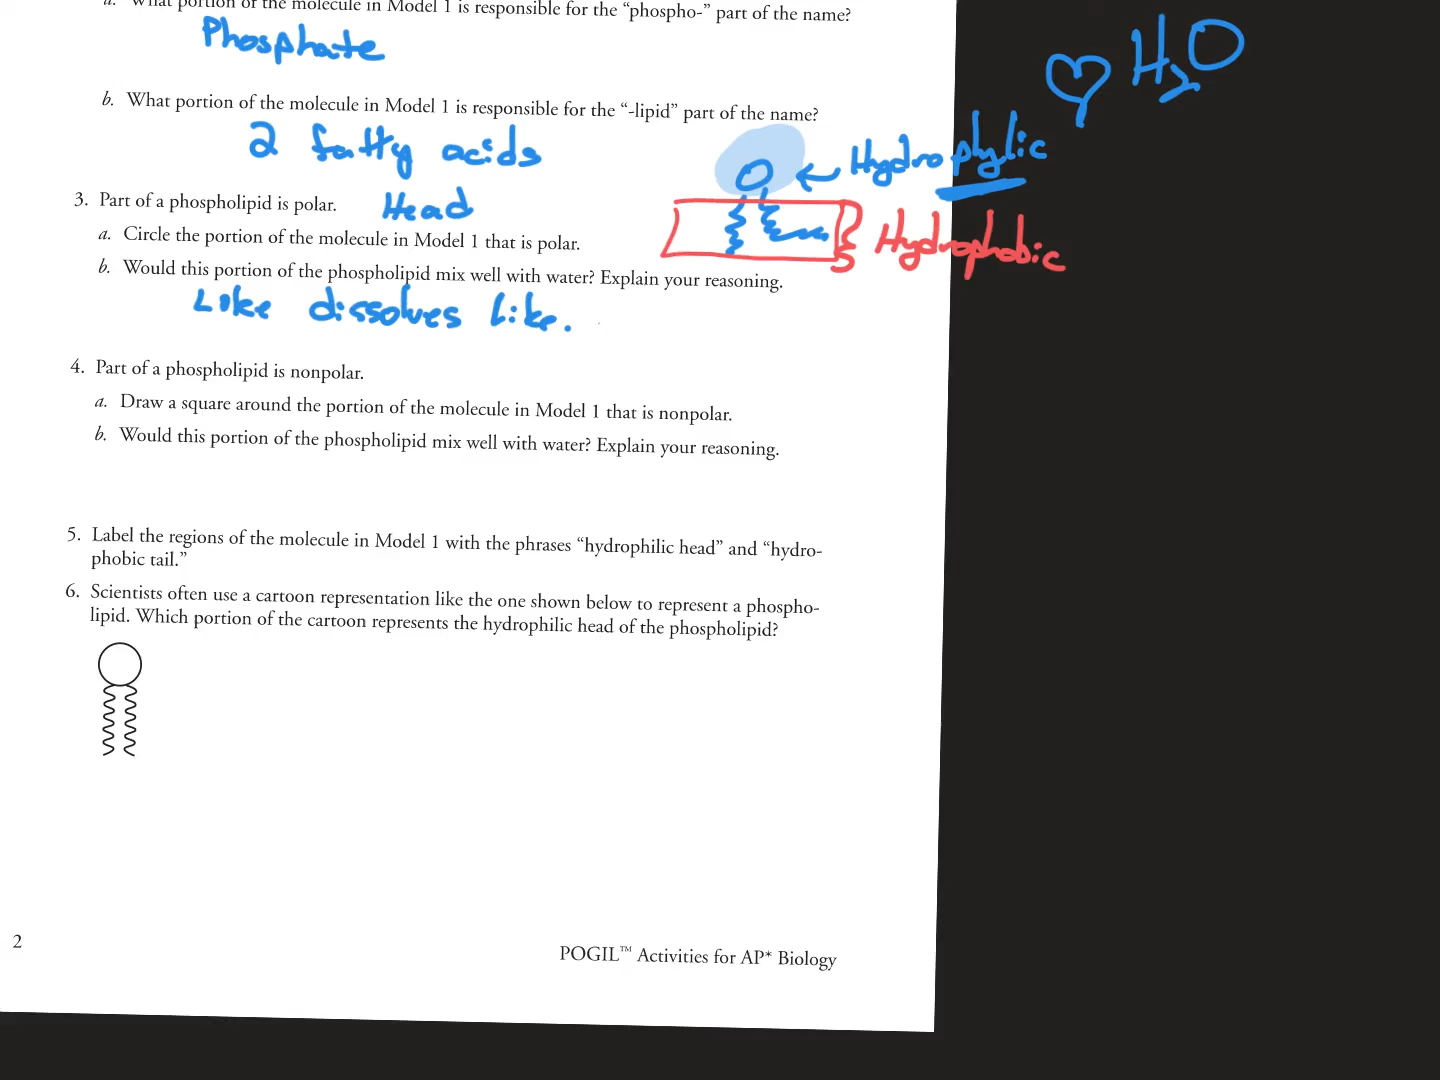 a. What portion of the molecule in Model 1 is responsible for the “phospho-” part of the name?
Phosphate
♡ H2O
b. What portion of the molecule in Model 1 is responsible for the “-lipid” part of the name?
2 fatty acids
Hydrophylic
3. Part of a phospholipid is polar. Head
a. Circle the portion of the molecule in Model 1 that is polar.
Hydrophobic
b. Would this portion of the phospholipid mix well with water? Explain your reasoning.
Like dissolves like.
4. Part of a phospholipid is nonpolar.
a. Draw a square around the portion of the molecule in Model 1 that is nonpolar.
b. Would this portion of the phospholipid mix well with water? Explain your reasoning.
5. Label the regions of the molecule in Model 1 with the phrases “hydrophilic head” and “hydro-
phobic tail.”
6. Scientists often use a cartoon representation like the one shown below to represent a phospho-
lipid. Which portion of the cartoon represents the hydrophilic head of the phospholipid?
2
POGIL™ Activities for AP* Biology